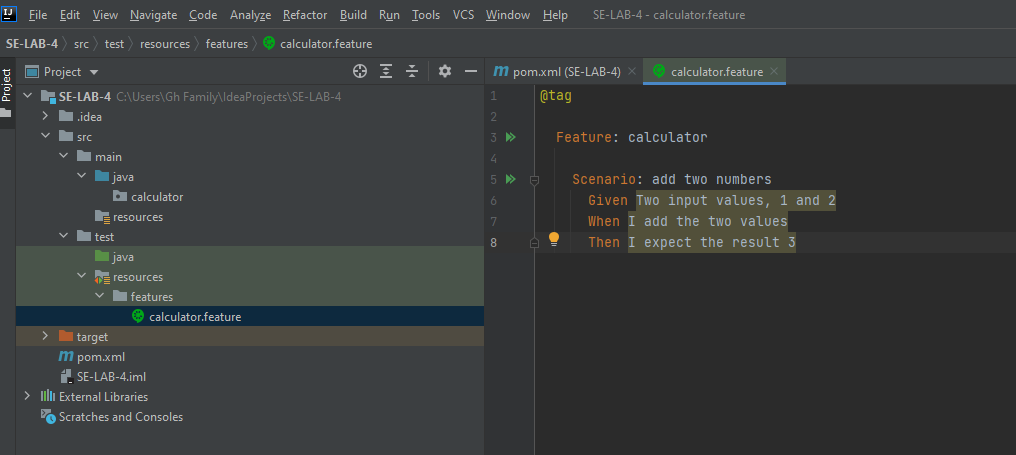 File Edit View Navigate Code Analyze Refactor Build Run Tools VCS Window Help SE-LAB-4 - calculator.feature
SE-LAB-4 src test resources features calculator.feature
Project
Project
SE-LAB-4 C:\Users\Gh Family\IdeaProjects\SE-LAB-4
.idea
src
main
java
calculator
resources
test
java
resources
features
calculator.feature
target
pom.xml
SE-LAB-4.iml
External Libraries
Scratches and Consoles
pom.xml (SE-LAB-4) calculator.feature
1 @tag
2
3 Feature: calculator
4
5 Scenario: add two numbers
6 Given Two input values, 1 and 2
7 When I add the two values
8 Then I expect the result 3